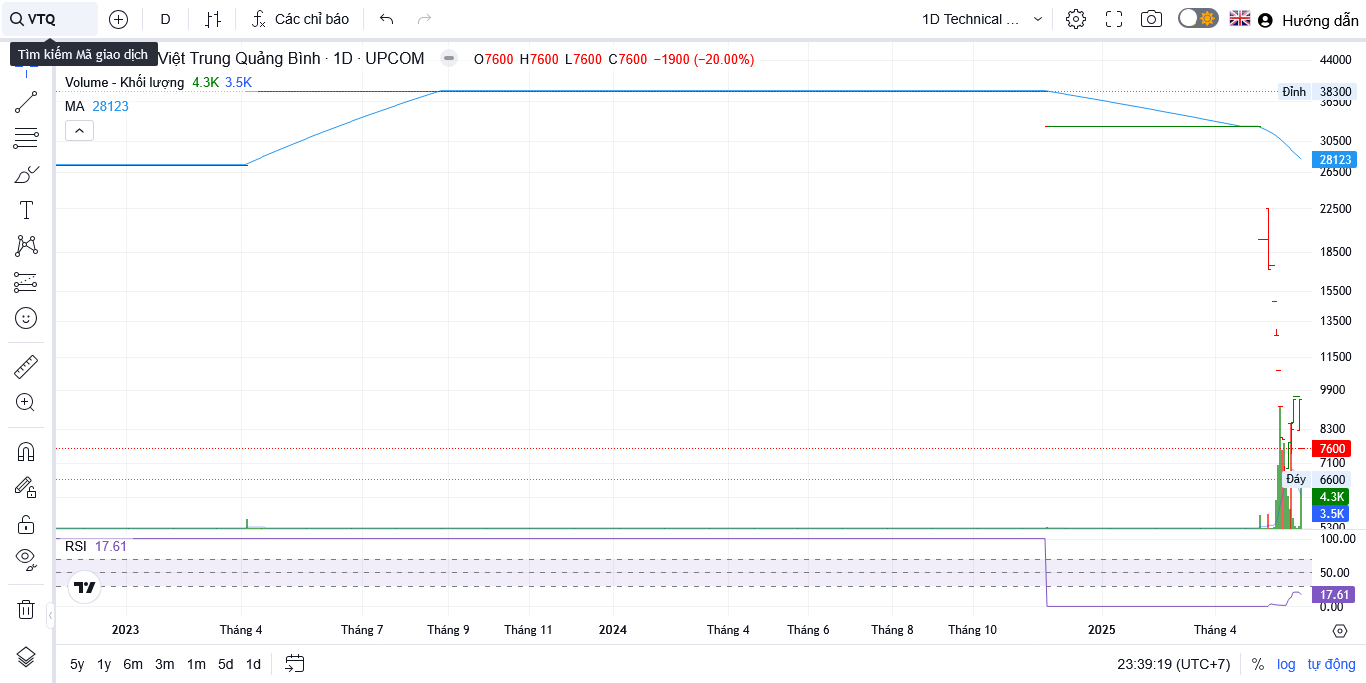 VTQ D Các chỉ báo 1D Technical ... Hướng dẫn
Tìm kiếm Mã giao dịch
Việt Trung Quảng Bình · 1D · UPCOM O7600 H7600 L7600 C7600 −1900 (−20.00%)
Volume - Khối lượng 4.3K 3.5K
MA 28123
44000
Đỉnh 38300
36500
30500
28123
26500
22500
18500
15500
13500
11500
9900
8300
7600
7100
Đáy 6600
4.3K
3.5K
5300
RSI 17.61
100.00
50.00
17.61
0.00
2023 Tháng 4 Tháng 7 Tháng 9 Tháng 11 2024 Tháng 4 Tháng 6 Tháng 8 Tháng 10 2025 Tháng 4
5y 1y 6m 3m 1m 5d 1d 23:39:19 (UTC+7) % log tự động